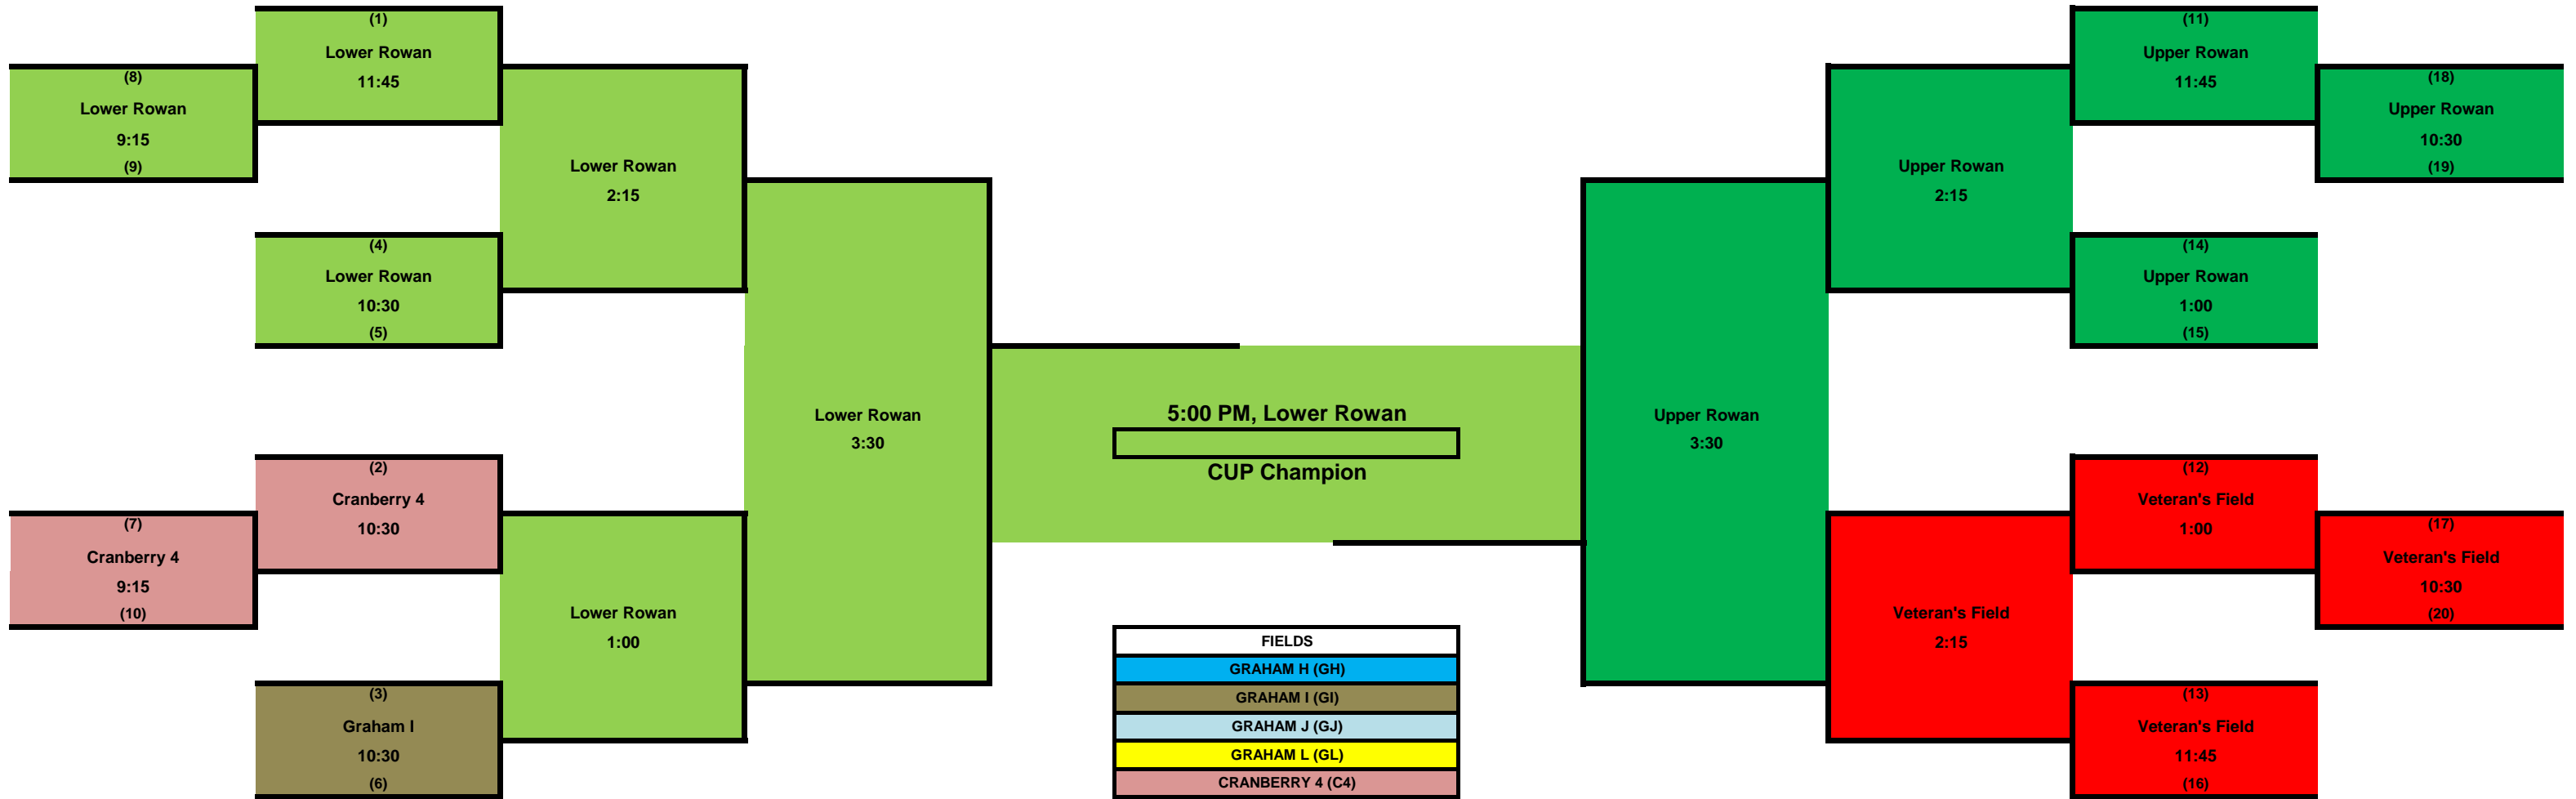 (8)
Lower Rowan
9:15
(9)
(1)
Lower Rowan
11:45
(4)
Lower Rowan
10:30
(5)
Lower Rowan
2:15
(7)
Cranberry 4
9:15
(10)
(2)
Cranberry 4
10:30
(3)
Graham I
10:30
(6)
Lower Rowan
1:00
Lower Rowan
3:30
5:00 PM, Lower Rowan
CUP Champion
FIELDS
GRAHAM H (GH)
GRAHAM I (GI)
GRAHAM J (GJ)
GRAHAM L (GL)
CRANBERRY 4 (C4)
Upper Rowan
3:30
Upper Rowan
2:15
(11)
Upper Rowan
11:45
(18)
Upper Rowan
10:30
(19)
(14)
Upper Rowan
1:00
(15)
Veteran's Field
2:15
(12)
Veteran's Field
1:00
(17)
Veteran's Field
10:30
(20)
(13)
Veteran's Field
11:45
(16)